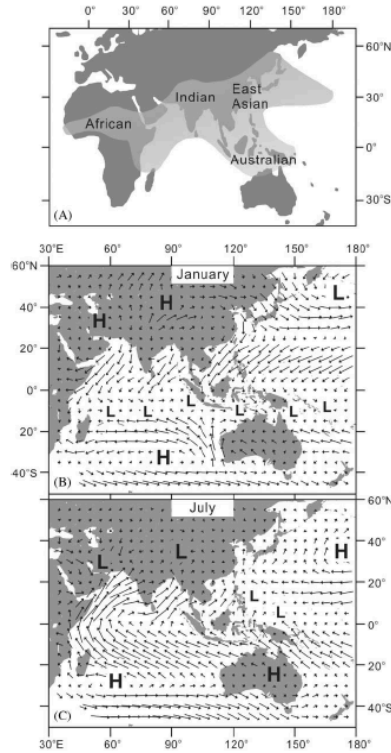 0° 30° 60° 90° 120° 150° 180°
60°N
Indian
East
Asian
30°N
African
0°
Australian
30°S
(A)
30°E 60° 90° 120° 150° 180°
60°N
January
L
H
H
40°
20°
0°
L L L L L L
20°
H
40°S
(B)
30°E 60° 90° 120° 150° 180°
60°N
July
L
L
H
40°
20°
L
L
0°
20°
H
H
40°S
(C)